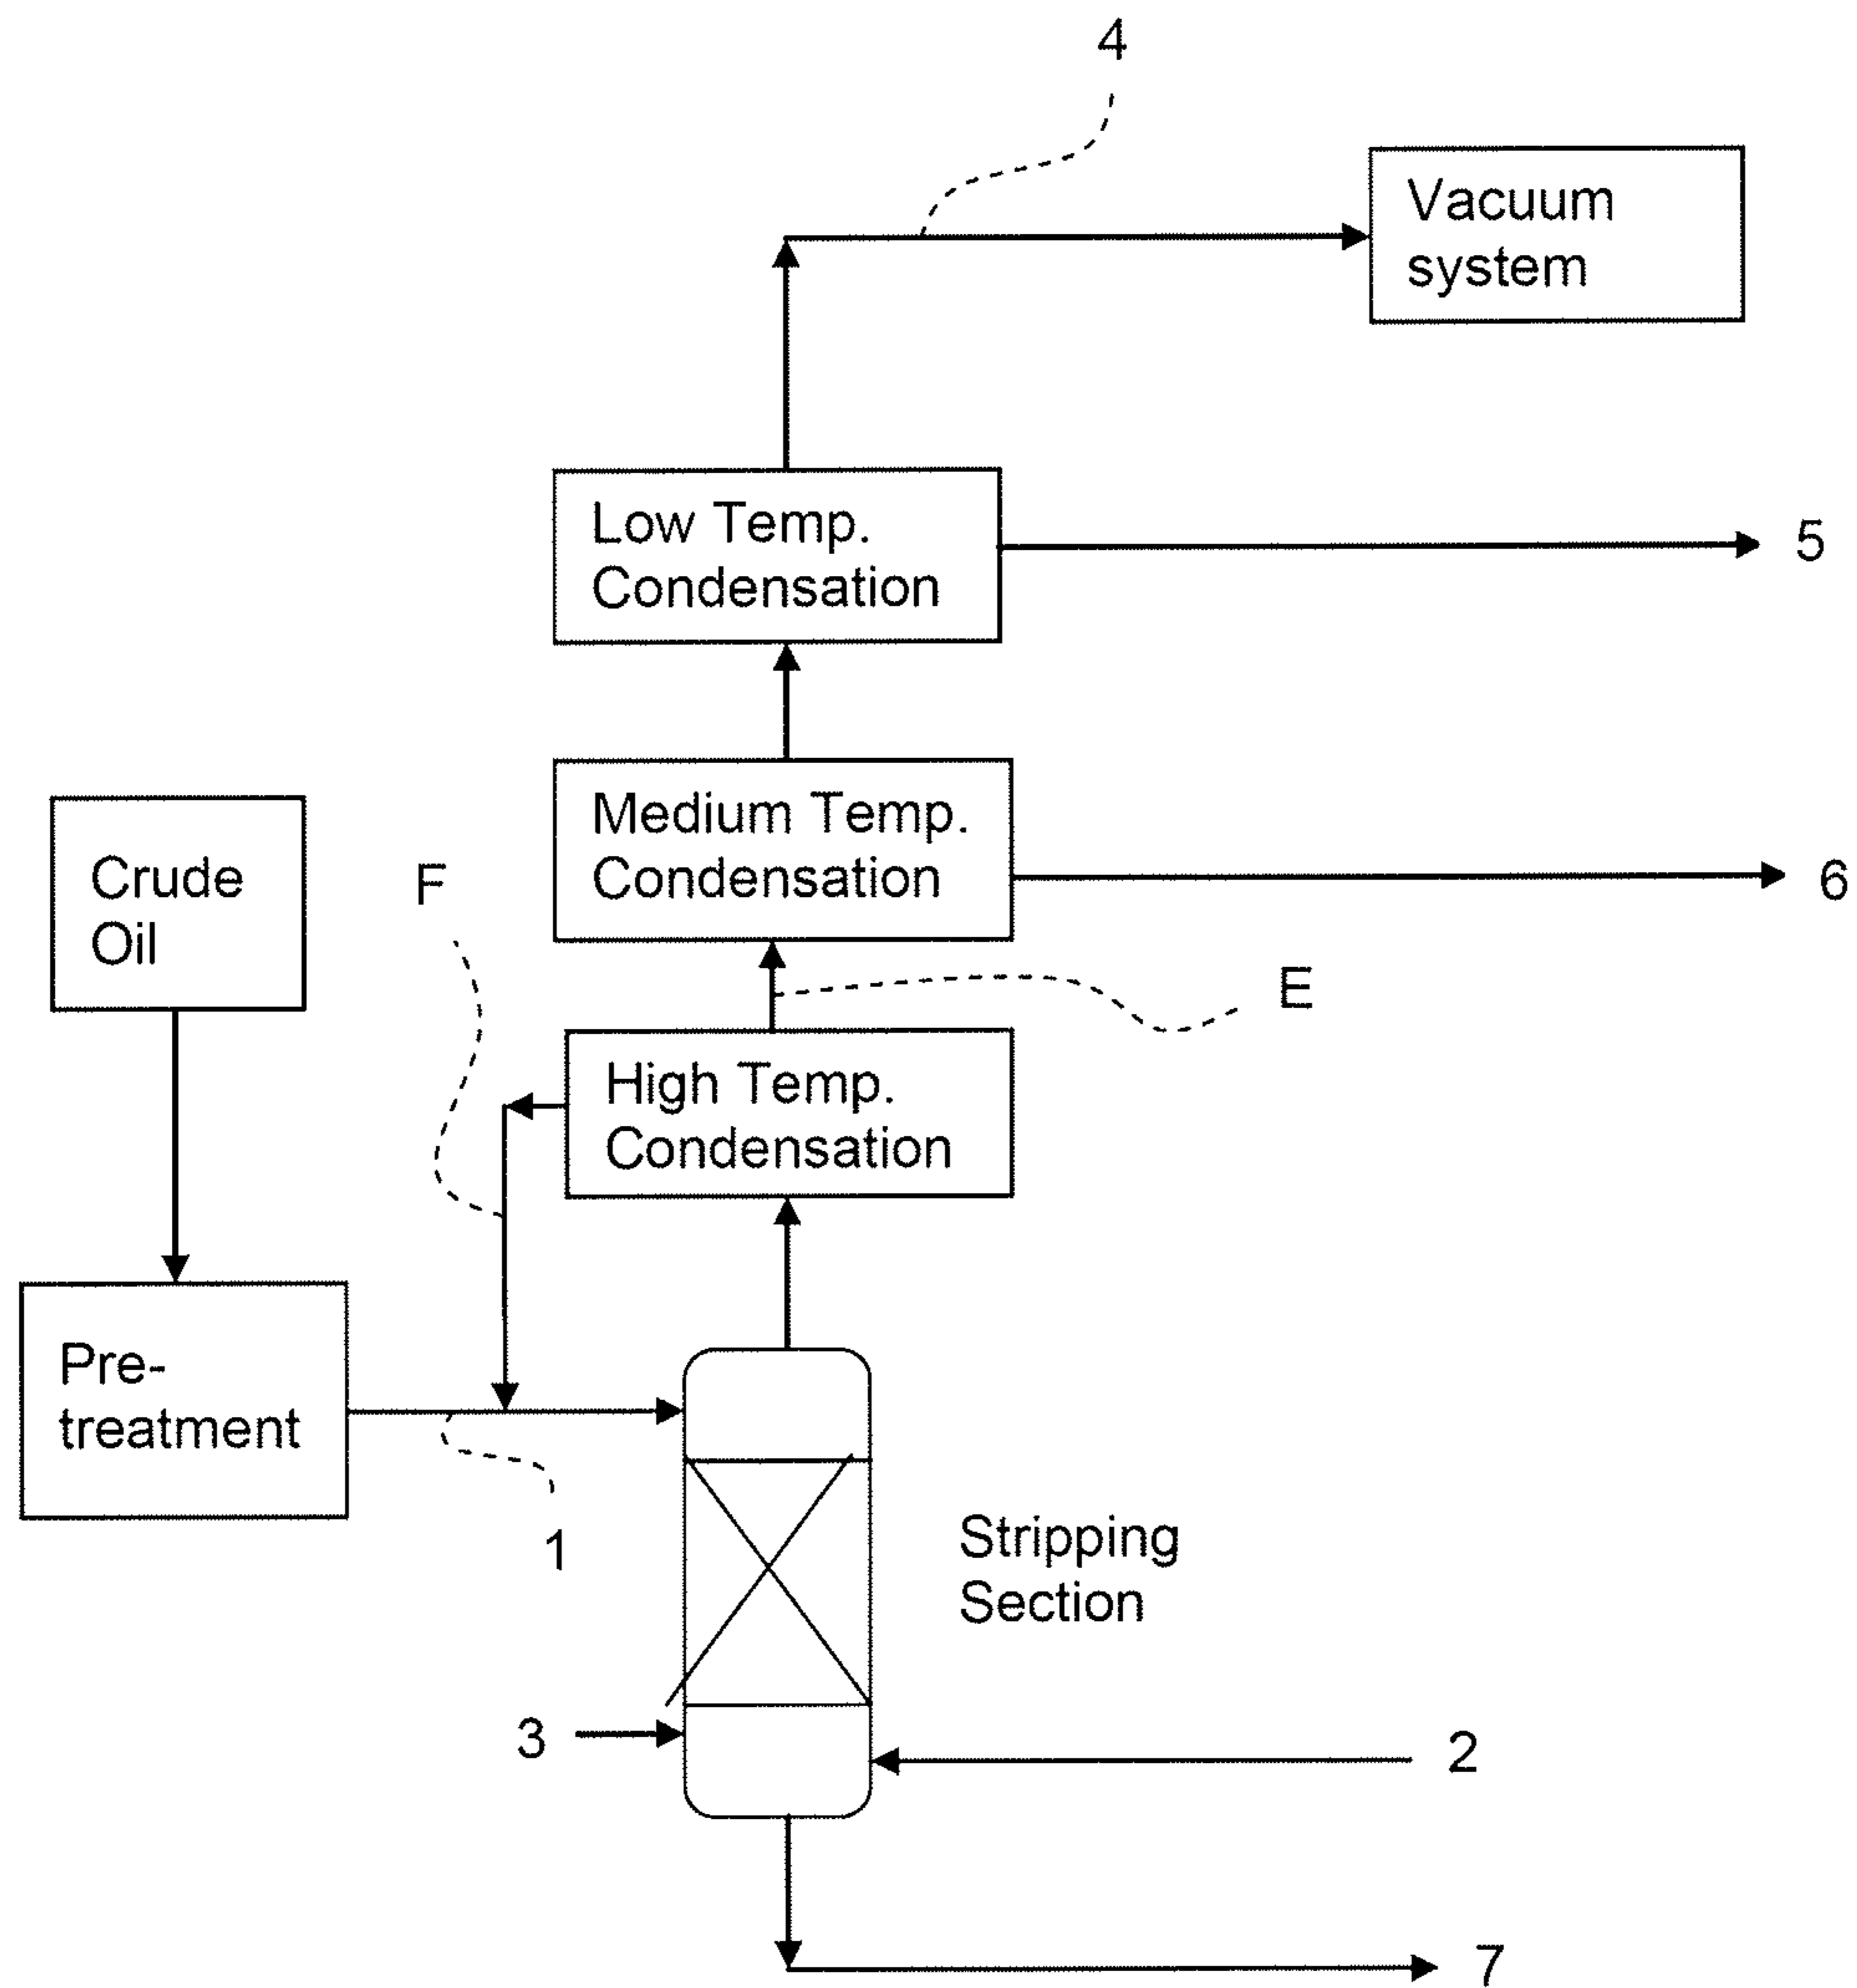 4
Vacuum
system
Low Temp.
Condensation
5
Medium Temp.
Condensation
6
Crude
Oil
F
E
High Temp.
Condensation
Pre-
treatment
1
Stripping
Section
3
2
7